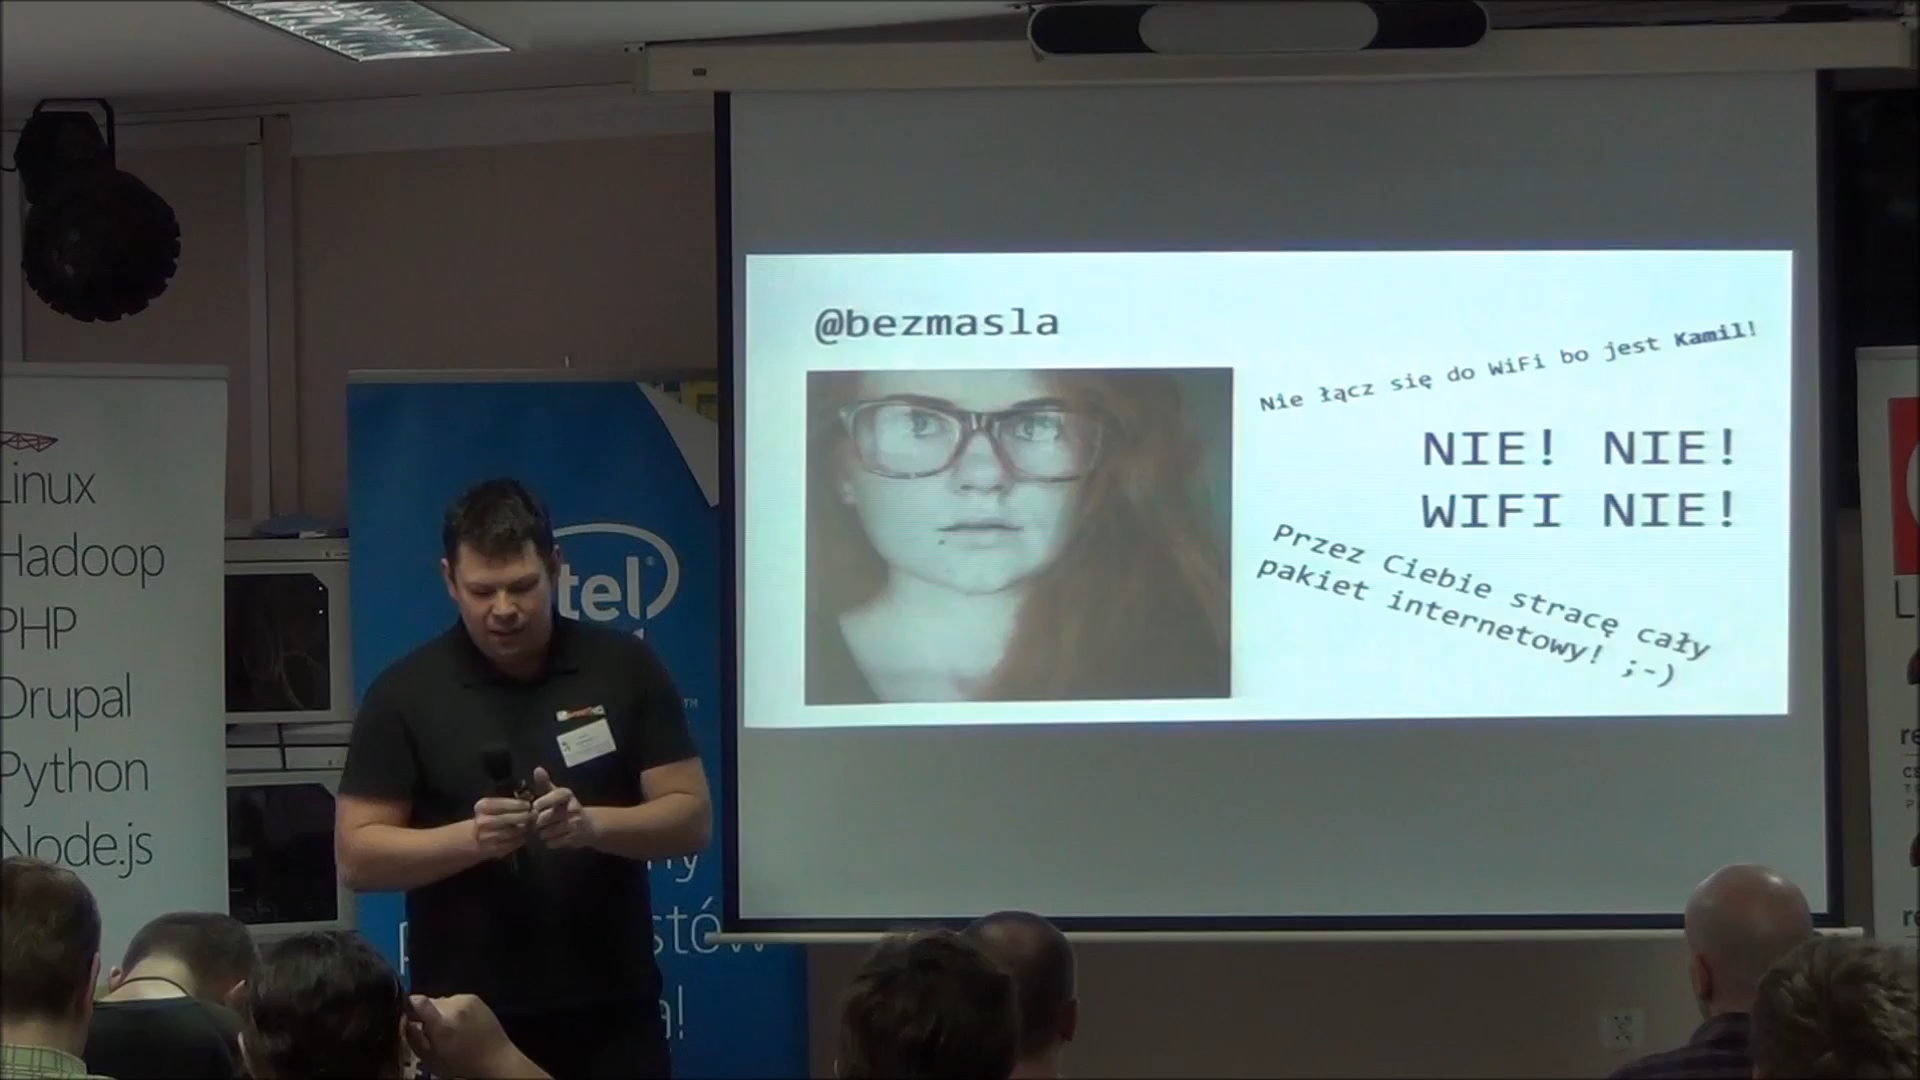 Linux
Hadoop
PHP
Drupal
Python
Node.js
tel
@bezmasla
Nie łącz się do WiFi bo jest Kamil!
NIE! NIE!
WIFI NIE!
Przez Ciebie stracę cały
pakiet internetowy! ;-)